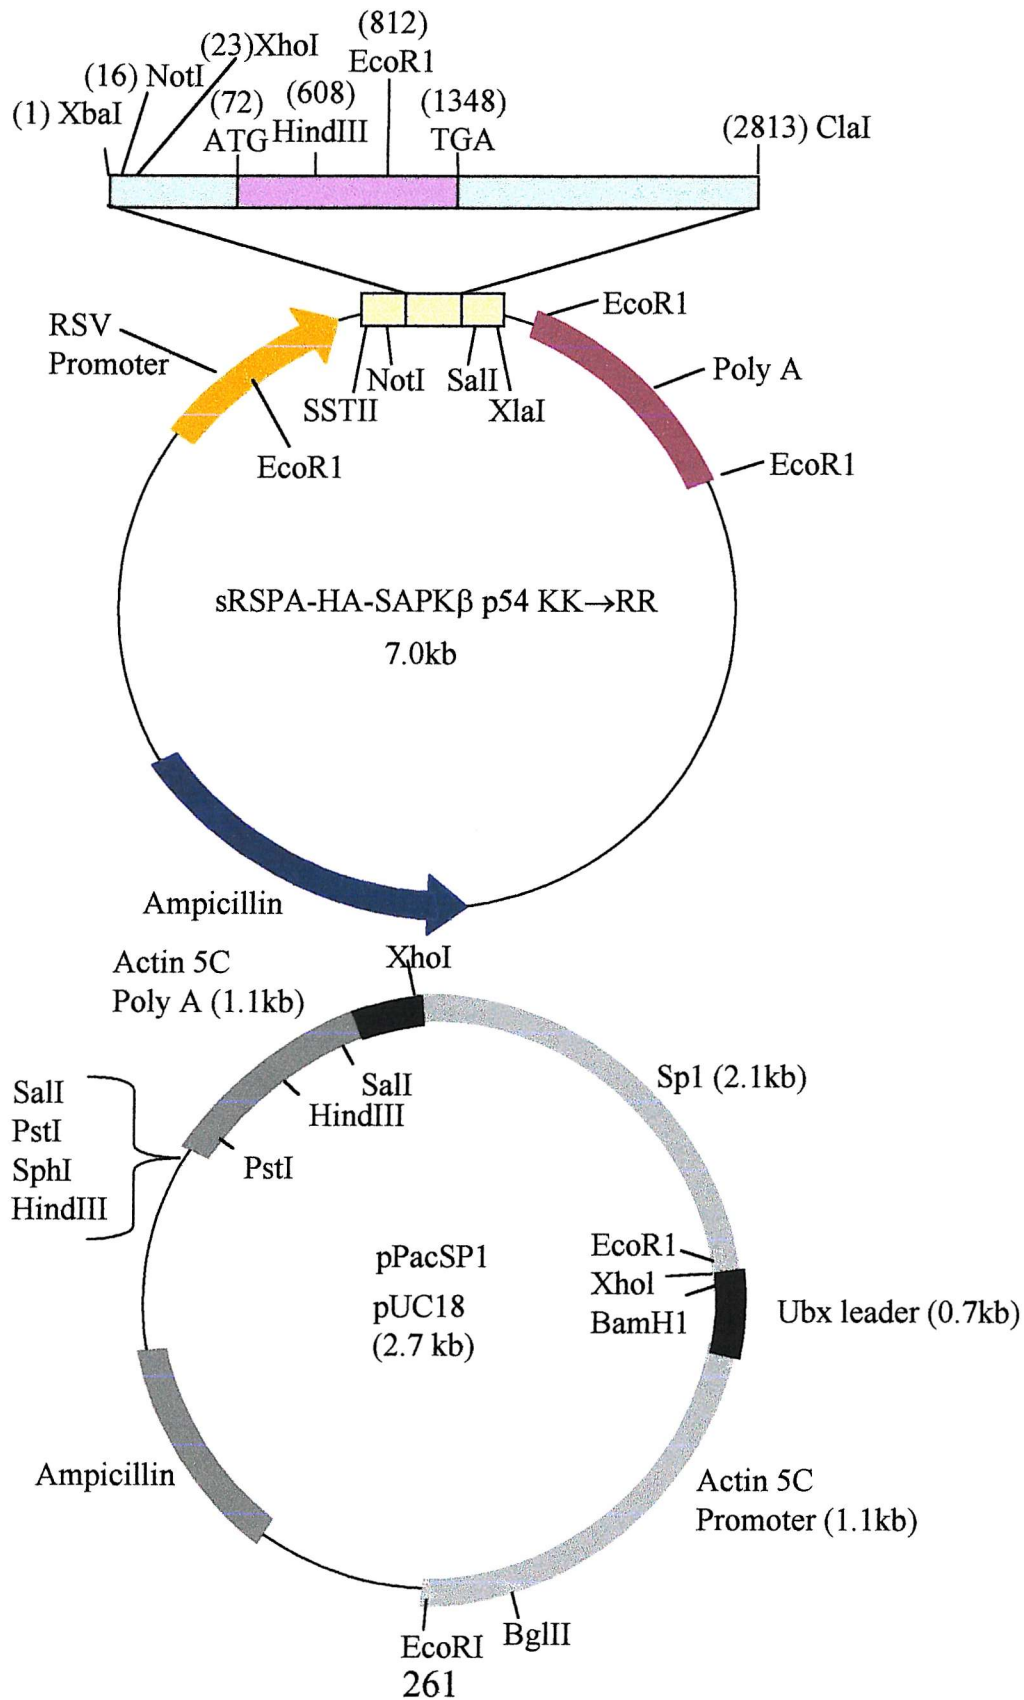 (812)
(23)XhoI
EcoR1
(16) NotI
(608)
(1) XbaI
(72)
HindIII
(1348)
ATG
TGA
(2813) ClaI
RSV
Promoter
EcoR1
Poly A
NotI
SalI
SSTII
XlaI
EcoR1
EcoR1
sRSPA-HA-SAPKβ p54 KK→RR
7.0kb
Ampicillin
Actin 5C
Poly A (1.1kb)
XhoI
Sp1 (2.1kb)
SalI
HindIII
PstI
SalI
PstI
SphI
HindIII
pPacSP1
pUC18
(2.7 kb)
EcoR1
XhoI
BamH1
Ubx leader (0.7kb)
Ampicillin
Actin 5C
Promoter (1.1kb)
EcoRI
BglII
261